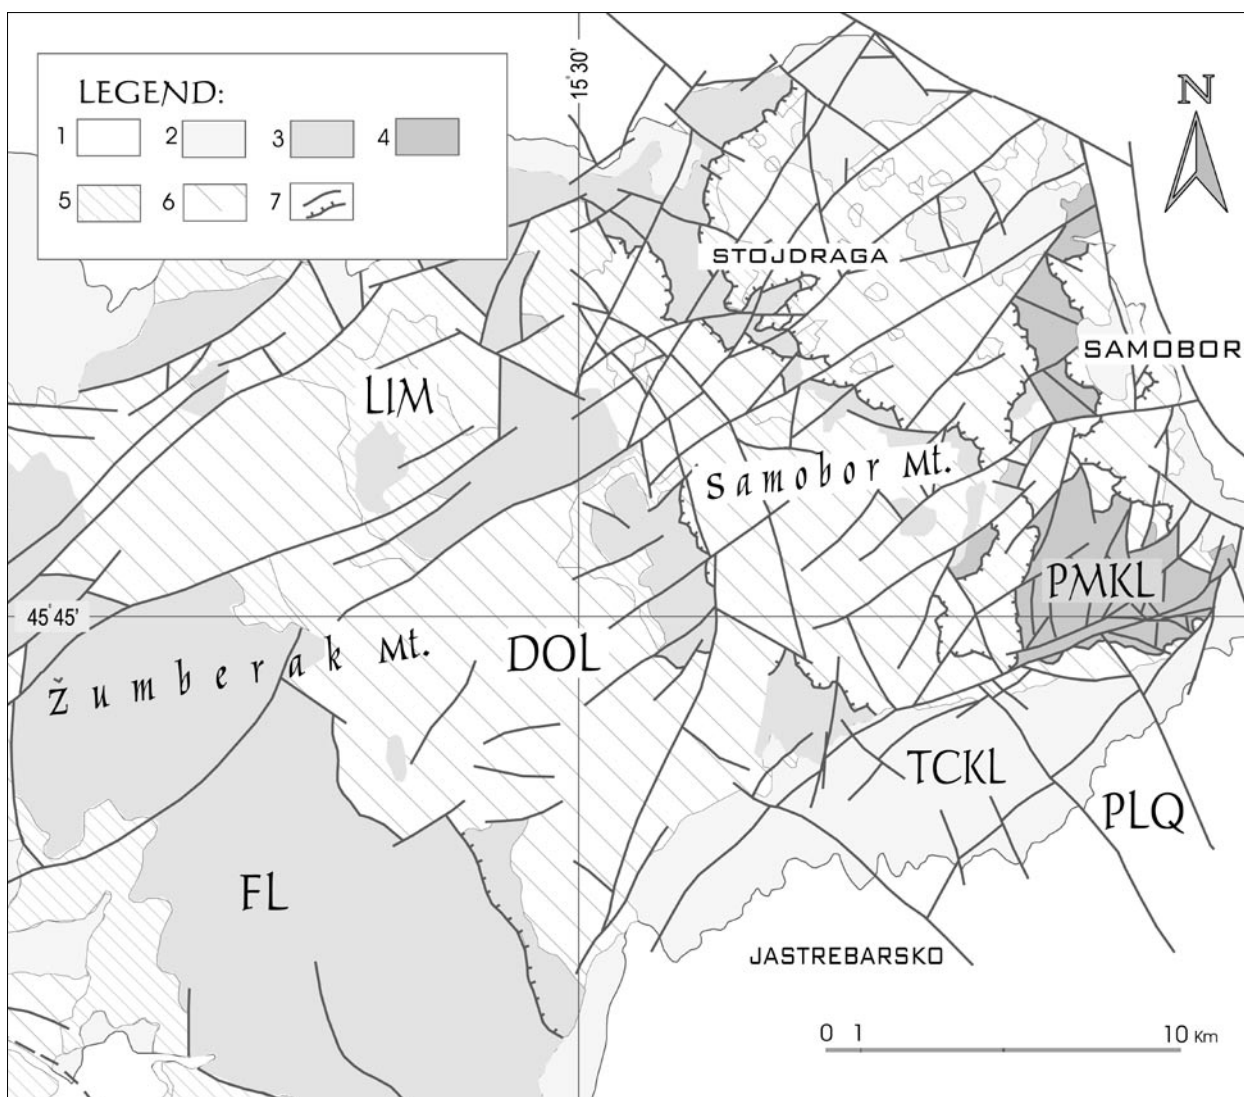 LEGEND:
1 2 3 4
5 6 7
15°30'
N
STOJDRAGA
SAMOBOR
LIM
Samobor Mt.
PMKL
45°45'
DOL
Žumberak Mt.
TCKL
PLQ
FL
JASTREBARSKO
0 1 10 Km